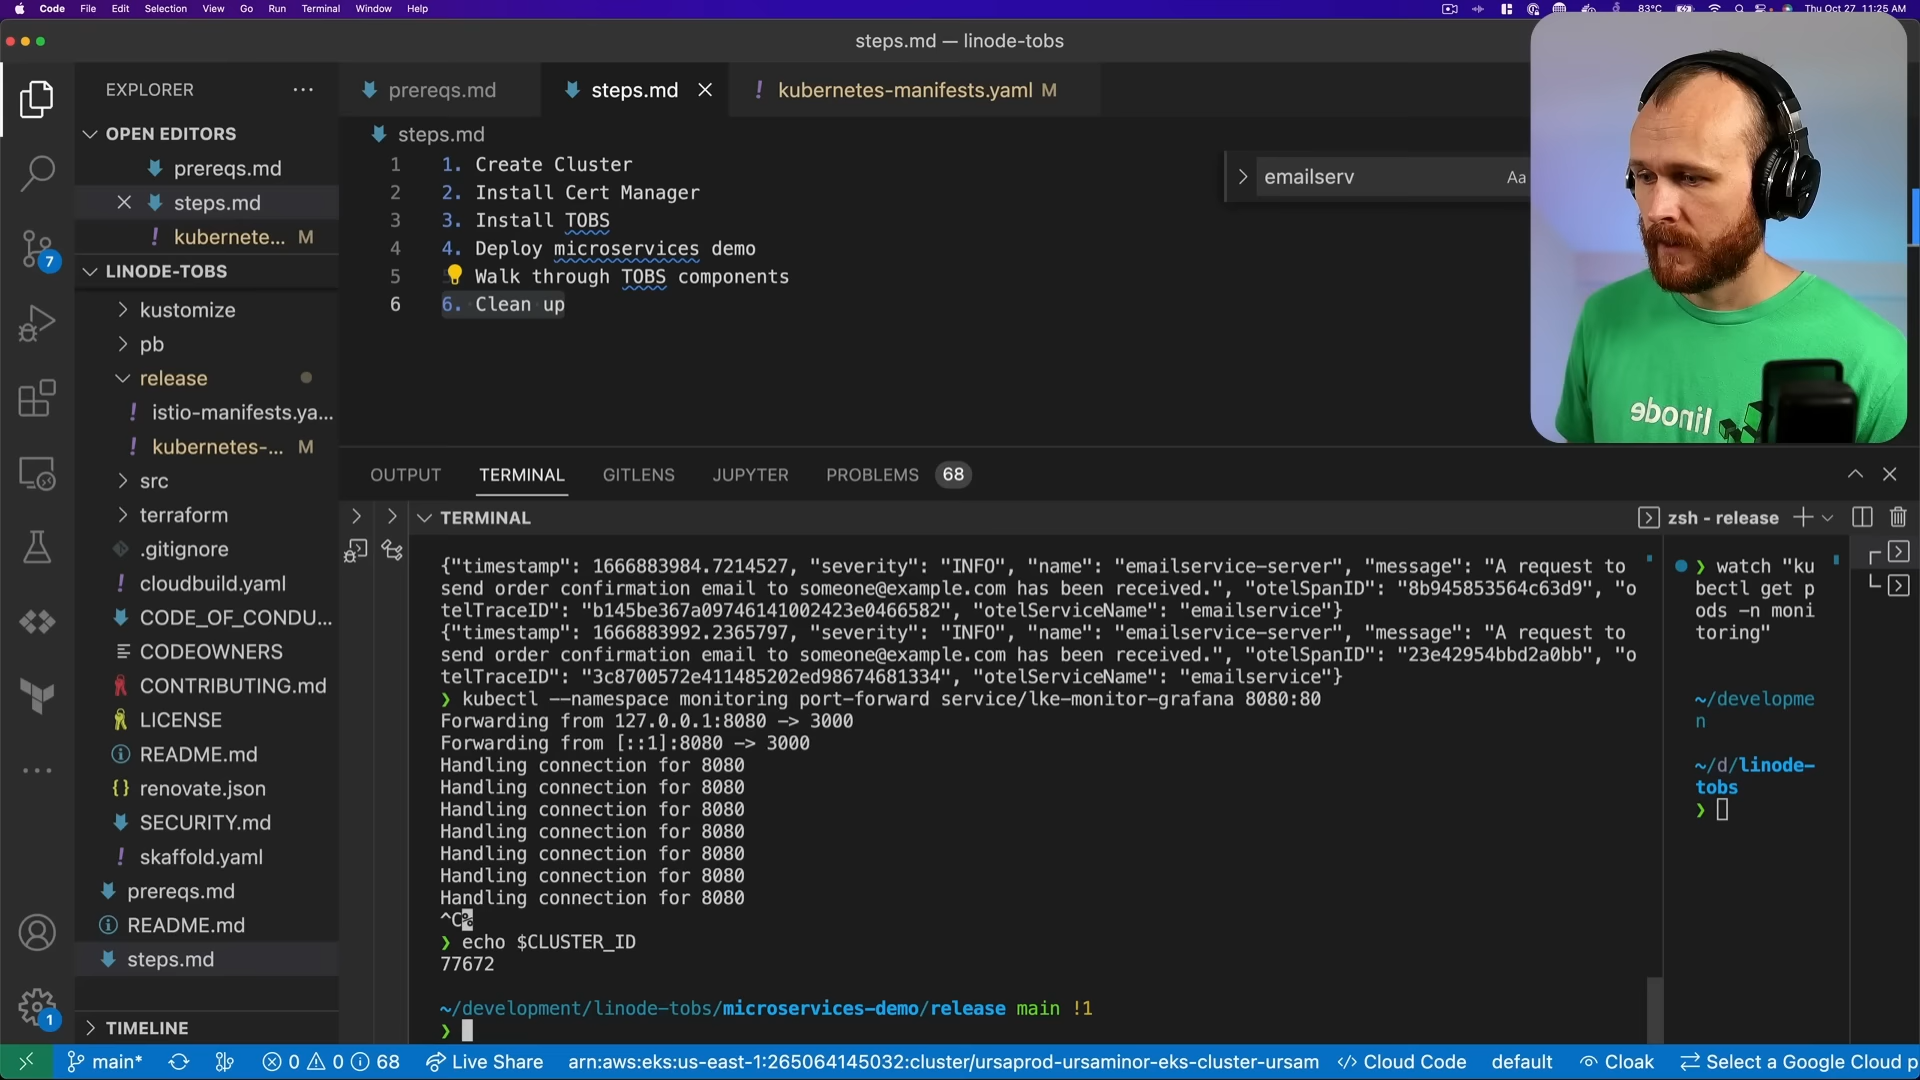 Code File Edit Selection View Go Run Terminal Window Help
83°C Thu Oct 27 11:25 AM
steps.md — linode-tobs
EXPLORER
prereqs.md
steps.md
kubernetes-manifests.yaml M
OPEN EDITORS
prereqs.md
steps.md
kubernete... M
LINODE-TOBS
kustomize
pb
release
istio-manifests.ya...
kubernetes-... M
src
terraform
.gitignore
cloudbuild.yaml
CODE_OF_CONDU...
CODEOWNERS
CONTRIBUTING.md
LICENSE
README.md
renovate.json
SECURITY.md
skaffold.yaml
prereqs.md
README.md
steps.md
TIMELINE
7
1
steps.md
1 1. Create Cluster
2 2. Install Cert Manager
3 3. Install TOBS
4 4. Deploy microservices demo
5 Walk through TOBS components
6 6. Clean up
emailserv Aa
linode
OUTPUT TERMINAL GITLENS JUPYTER PROBLEMS 68
TERMINAL
zsh - release
{"timestamp": 1666883984.7214527, "severity": "INFO", "name": "emailservice-server", "message": "A request to
send order confirmation email to someone@example.com has been received.", "otelSpanID": "8b945853564c63d9", "o
telTraceID": "b145be367a09746141002423e0466582", "otelServiceName": "emailservice"}
{"timestamp": 1666883992.2365797, "severity": "INFO", "name": "emailservice-server", "message": "A request to
send order confirmation email to someone@example.com has been received.", "otelSpanID": "23e42954bbd2a0bb", "o
telTraceID": "3c8700572e411485202ed98674681334", "otelServiceName": "emailservice"}
❯ kubectl --namespace monitoring port-forward service/lke-monitor-grafana 8080:80
Forwarding from 127.0.0.1:8080 -> 3000
Forwarding from [::1]:8080 -> 3000
Handling connection for 8080
Handling connection for 8080
Handling connection for 8080
Handling connection for 8080
Handling connection for 8080
Handling connection for 8080
Handling connection for 8080
^C%
❯ echo $CLUSTER_ID
77672
~/development/linode-tobs/microservices-demo/release main !1
❯
❯ watch "ku
bectl get p
ods -n moni
toring"
~/developme
n
~/d/linode-
tobs
❯
main* 0 0 68 Live Share arn:aws:eks:us-east-1:265064145032:cluster/ursaprod-ursaminor-eks-cluster-ursam </> Cloud Code default Cloak Select a Google Cloud p